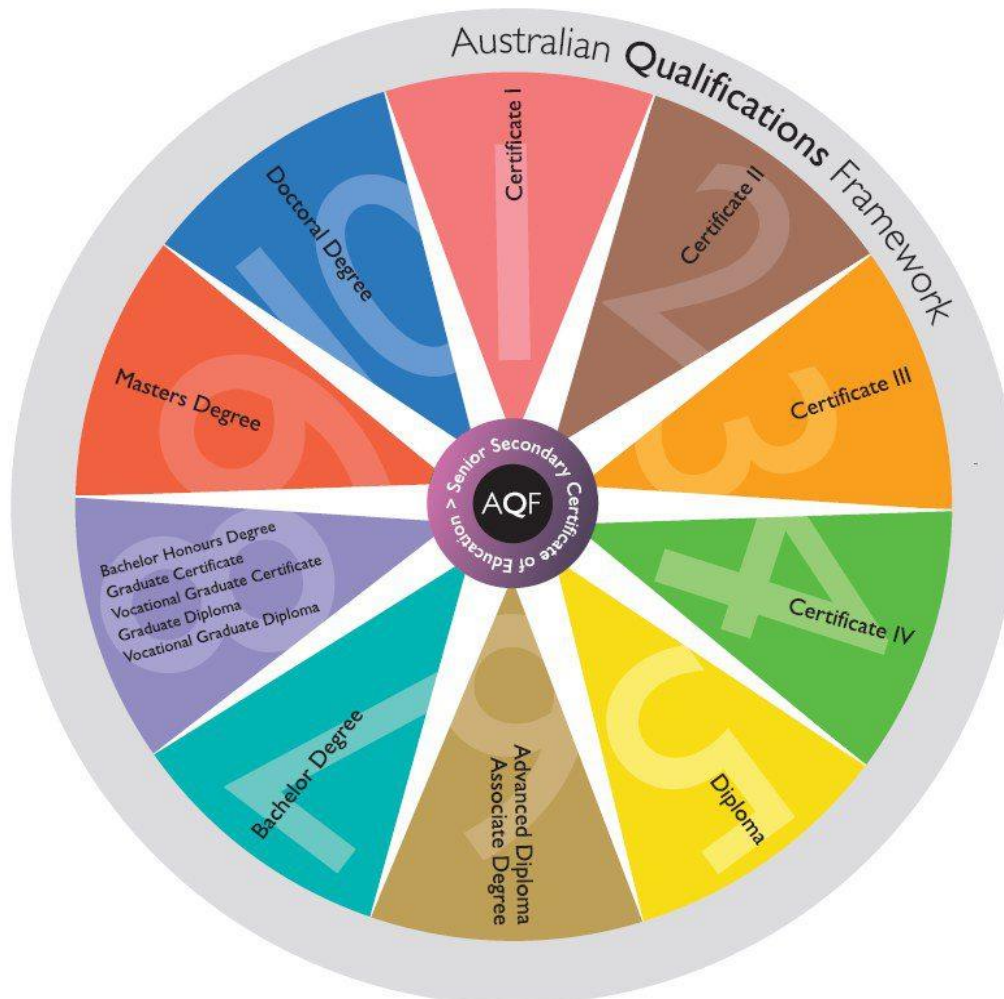 Australian Qualifications Framework
1
Certificate I
2
Certificate II
3
Certificate III
4
Certificate IV
5
Diploma
6
Advanced Diploma
Associate Degree
7
Bachelor Degree
8
Bachelor Honours Degree
Graduate Certificate
Vocational Graduate Certificate
Graduate Diploma
Vocational Graduate Diploma
9
Masters Degree
10
Doctoral Degree
Senior Secondary Certificate of Education >
AQF